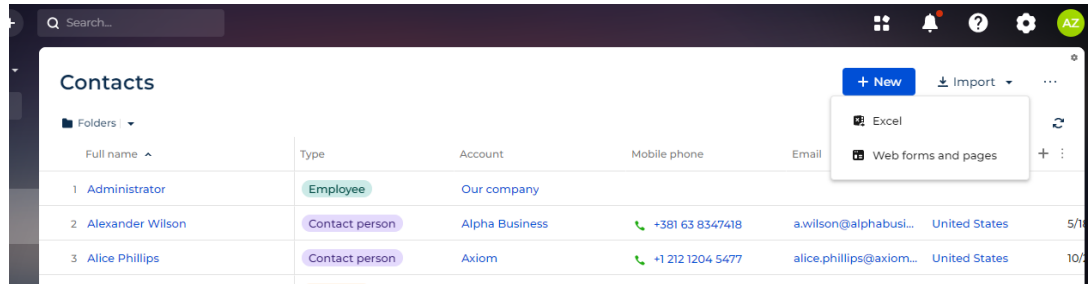 Search...
AZ
Contacts
+ New
Import
...
Folders
Excel
Web forms and pages
Full name
Type
Account
Mobile phone
Email
1 Administrator Employee Our company
2 Alexander Wilson Contact person Alpha Business +381 63 8347418 a.wilson@alphabusi... United States
3 Alice Phillips Contact person Axiom +1 212 1204 5477 alice.phillips@axiom... United States